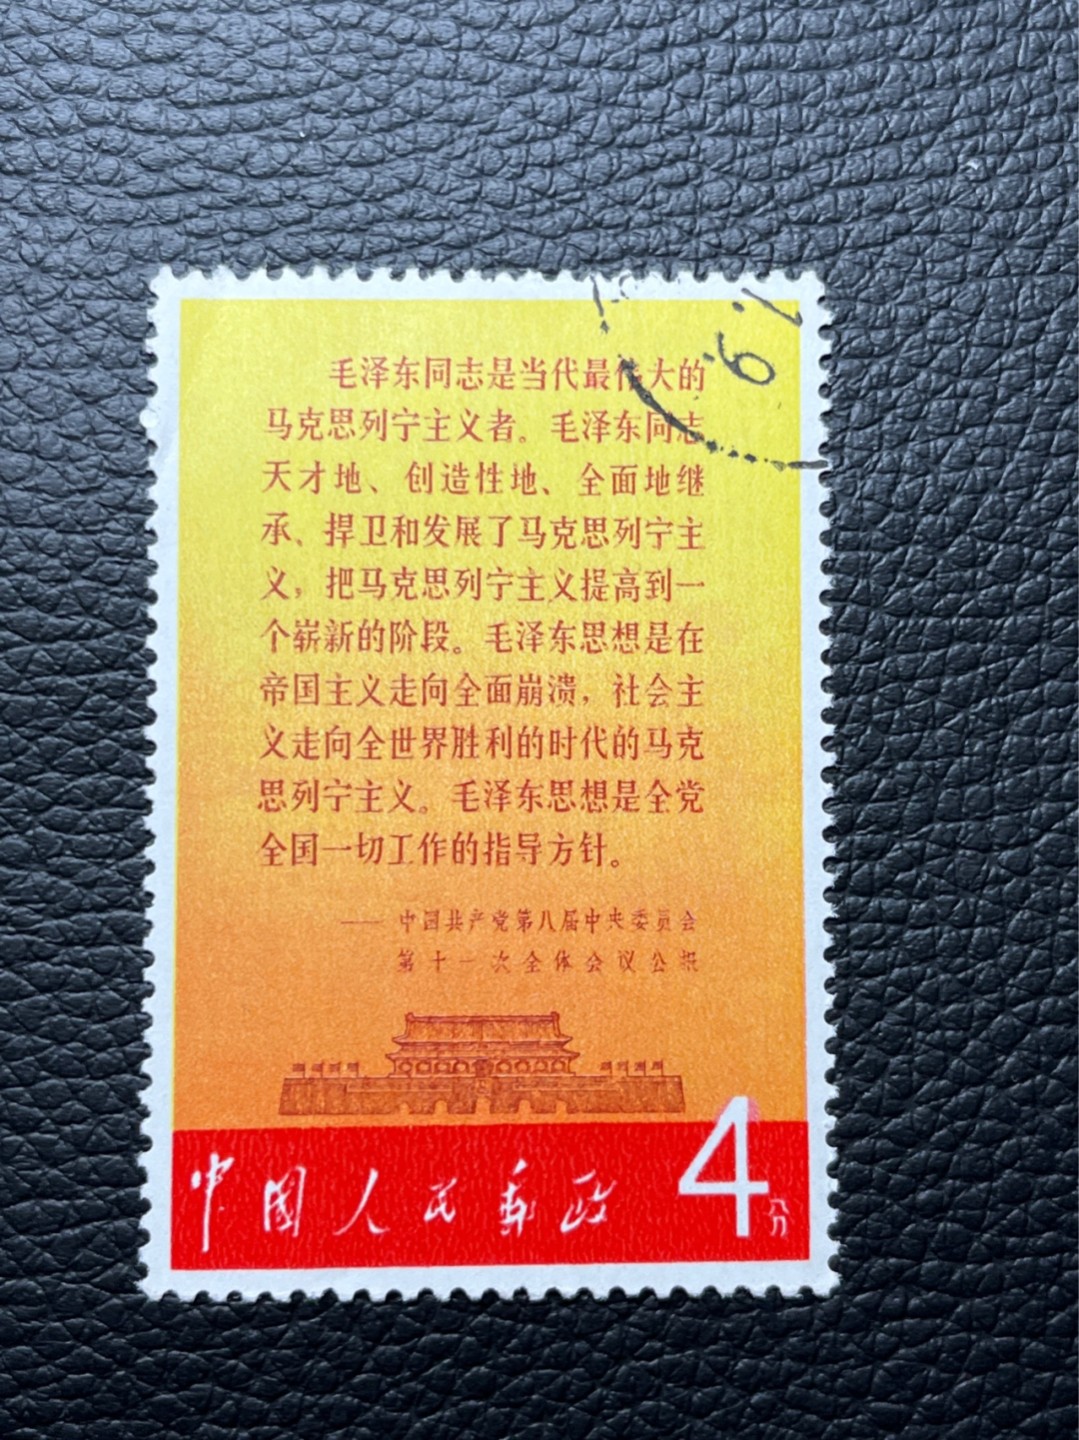 毛泽东同志是当代最伟大的
马克思列宁主义者。毛泽东同志
天才地、创造性地、全面地继
承、捍卫和发展了马克思列宁主
义，把马克思列宁主义提高到一
个崭新的阶段。毛泽东思想是在
帝国主义走向全面崩溃，社会主
义走向全世界胜利的时代的马克
思列宁主义。毛泽东思想是全党
全国一切工作的指导方针。
——中国共产党第八届中央委员会
第十一次全体会议公报
中国人民邮政
4分